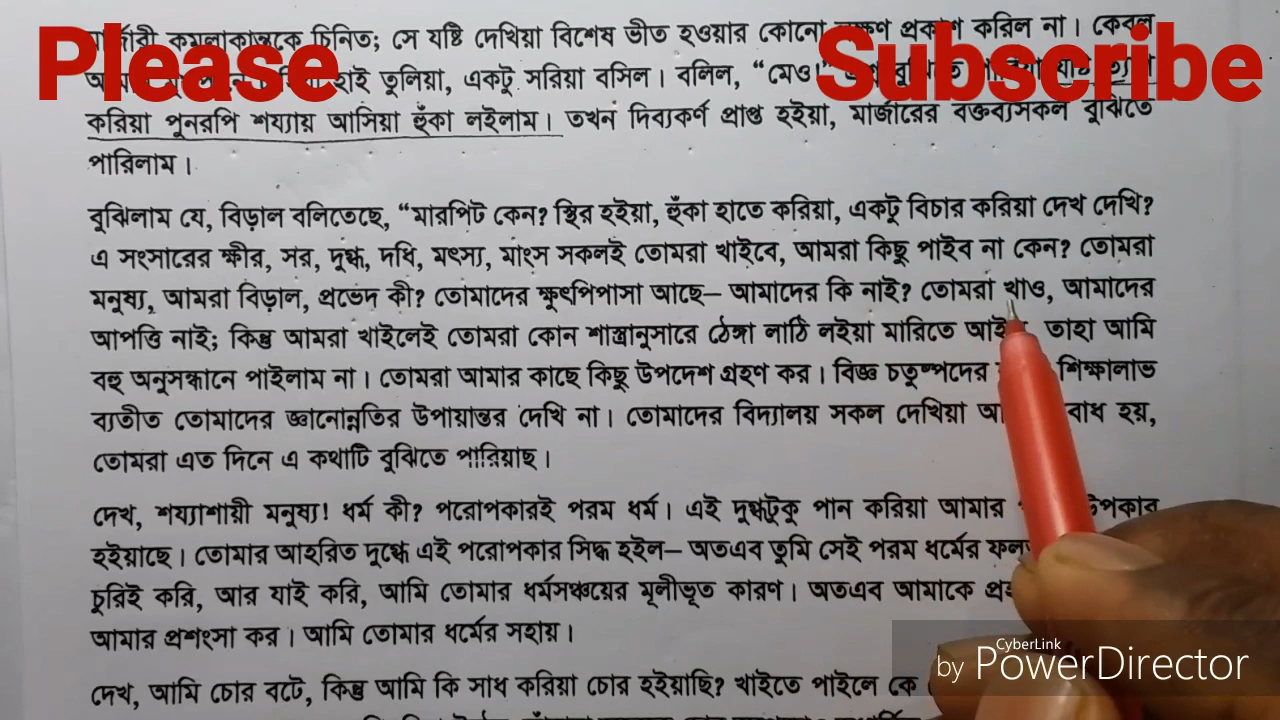 Please Subscribe
কমলাকান্তকে চিনিত; সে যষ্টি দেখিয়া বিশেষ ভীত হওয়ার কোনো প্রকাশ করিল না। কেবল
হাই তুলিয়া, একটু সরিয়া বসিল। বলিল, “মেও!”
করিয়া পুনরপি শয্যায় আসিয়া হুঁকা লইলাম। তখন দিব্যকর্ণ প্রাপ্ত হইয়া, মার্জারের বক্তব্যসকল বুঝিতে
পারিলাম।
বুঝিলাম যে, বিড়াল বলিতেছে, “মারপিট কেন? স্থির হইয়া, হুঁকা হাতে করিয়া, একটু বিচার করিয়া দেখ দেখি?
এ সংসারের ক্ষীর, সর, দুগ্ধ, দধি, মৎস্য, মাংস সকলই তোমরা খাইবে, আমরা কিছু পাইব না কেন? তোমরা
মনুষ্য, আমরা বিড়াল, প্রভেদ কী? তোমাদের ক্ষুৎপিপাসা আছে– আমাদের কি নাই? তোমরা খাও, আমাদের
আপত্তি নাই; কিন্তু আমরা খাইলেই তোমরা কোন শাস্ত্রানুসারে ঠেঙ্গা লাঠি লইয়া মারিতে তাহা আমি
বহু অনুসন্ধানে পাইলাম না। তোমরা আমার কাছে কিছু উপদেশ গ্রহণ কর। বিজ্ঞ চতুষ্পদের শিক্ষালাভ
ব্যতীত তোমাদের জ্ঞানোন্নতির উপায়ান্তর দেখি না। তোমাদের বিদ্যালয় সকল দেখিয়া হয়,
তোমরা এত দিনে এ কথাটি বুঝিতে পারিয়াছ।
দেখ, শয্যাশায়ী মনুষ্য! ধর্ম কী? পরোপকারই পরম ধর্ম। এই দুগ্ধটুকু পান করিয়া আমার উপকার
হইয়াছে। তোমার আহরিত দুগ্ধে এই পরোপকার সিদ্ধ হইল– অতএব তুমি সেই পরম ধর্মের
চুরিই করি, আর যাই করি, আমি তোমার ধর্মসঞ্চয়ের মূলীভূত কারণ। অতএব আমাকে
আমার প্রশংসা কর। আমি তোমার ধর্মের সহায়।
দেখ, আমি চোর বটে, কিন্তু আমি কি সাধ করিয়া চোর হইয়াছি? খাইতে পাইলে কে
CyberLink
by PowerDirector